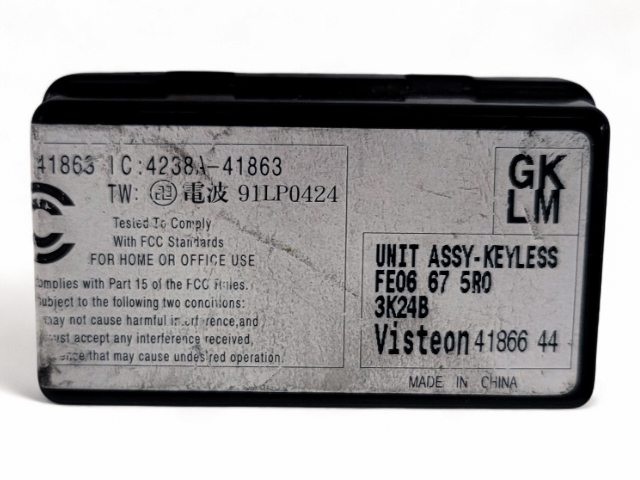 41863 IC:4238A-41863
TW: 電波 91LP0424
Tested To Comply
With FCC Standards
FOR HOME OR OFFICE USE
omplies with Part 15 of the FCC Rules.
ubject to the following two conditions:
may not cause harmful interference, and
ust accept any interference received,
ence that may cause undesired operation.
GK
LM
UNIT ASSY-KEYLESS
FE06 67 5R0
3K24B
Visteon 41866 44
MADE IN CHINA